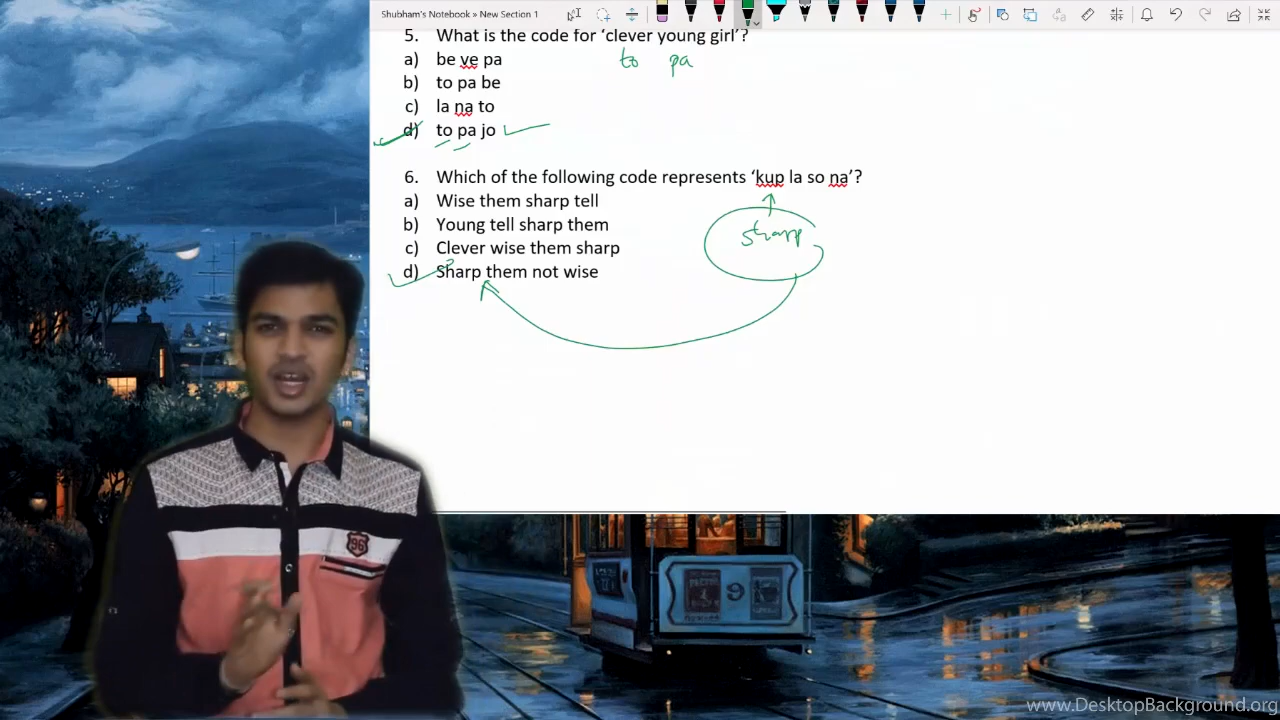 Shubham's Notebook » New Section 1
5. What is the code for ‘clever young girl’?
to pa
a) be ve pa
b) to pa be
c) la na to
d) to pa jo
6. Which of the following code represents ‘kup la so na’?
a) Wise them sharp tell
b) Young tell sharp them
sharp
c) Clever wise them sharp
d) Sharp them not wise
96
9
www.DesktopBackground.org